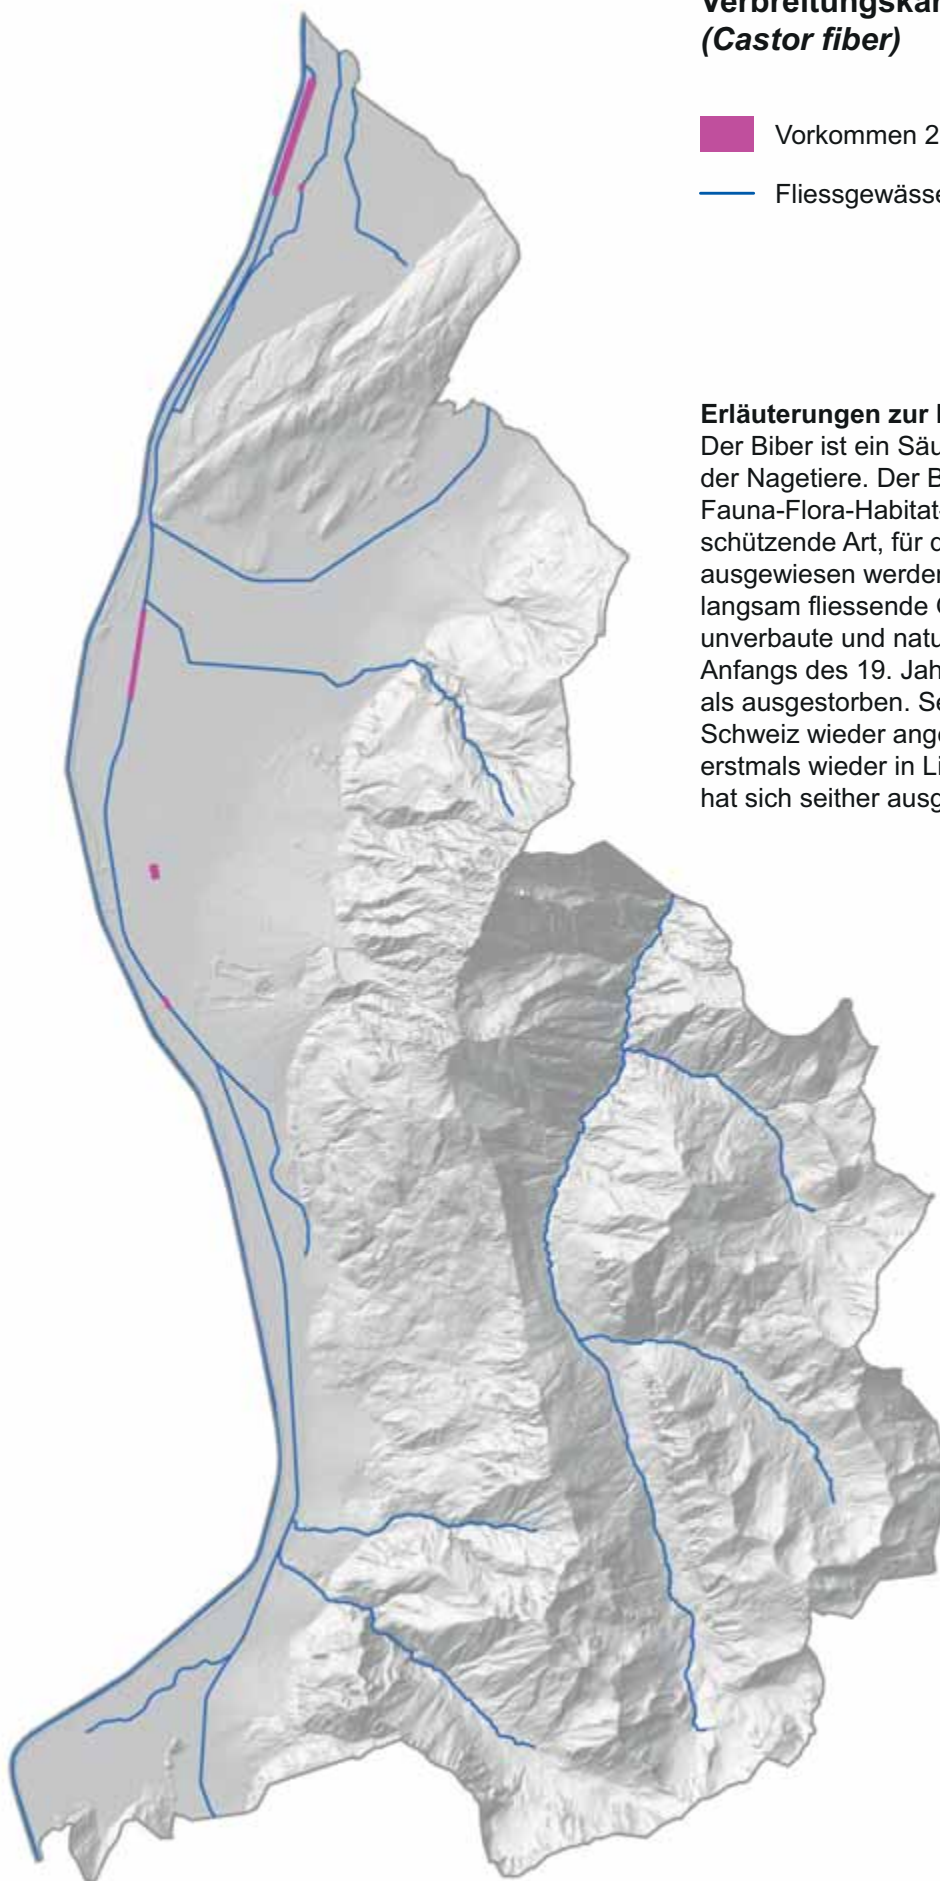 (Castor fiber)
Vorkommen 2
Fliessgewässe
Erläuterungen zur
Der Biber ist ein Säu
der Nagetiere. Der B
Fauna-Flora-Habitat-
schützende Art, für d
ausgewiesen werden
langsam fliessende
unverbaute und natu
Anfangs des 19. Jah
als ausgestorben. Se
Schweiz wieder ange
erstmals wieder in Li
hat sich seither ausg